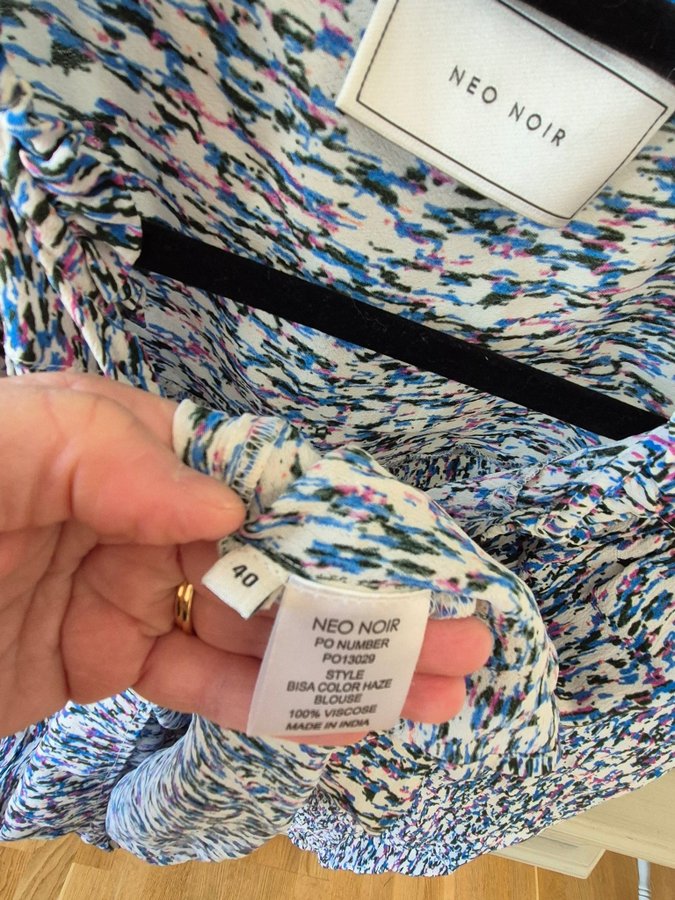 NEO NOIR
40
NEO NOIR
PO NUMBER
PO13029
STYLE
BISA COLOR HAZE
BLOUSE
100% VISCOSE
MADE IN INDIA